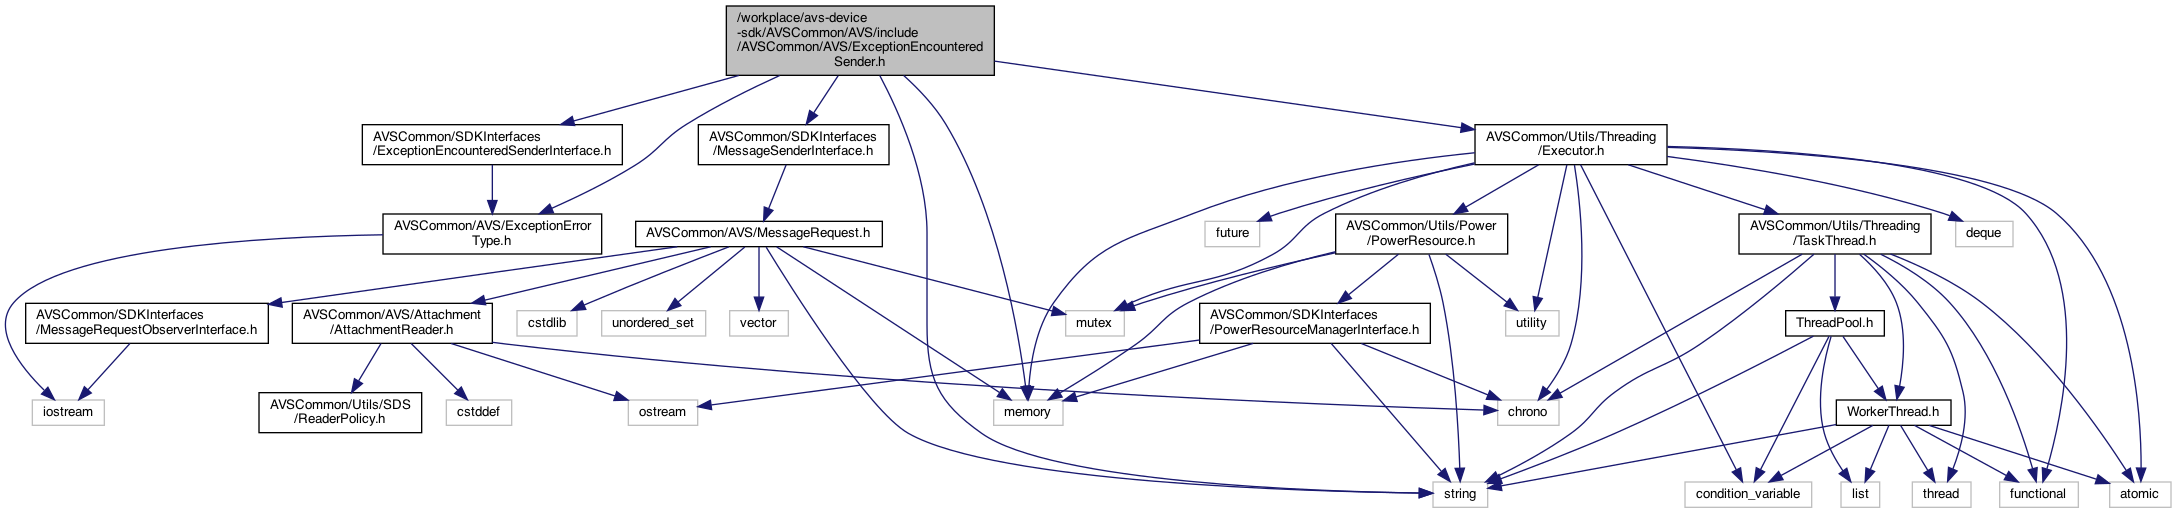 /workplace/avs-device
-sdk/AVSCommon/AVS/include
/AVSCommon/AVS/ExceptionEncountered
Sender.h
AVSCommon/SDKInterfaces
/ExceptionEncounteredSenderInterface.h
AVSCommon/SDKInterfaces
/MessageSenderInterface.h
AVSCommon/Utils/Threading
/Executor.h
AVSCommon/AVS/ExceptionError
Type.h
AVSCommon/AVS/MessageRequest.h
future
AVSCommon/Utils/Power
/PowerResource.h
AVSCommon/Utils/Threading
/TaskThread.h
deque
AVSCommon/SDKInterfaces
/MessageRequestObserverInterface.h
AVSCommon/AVS/Attachment
/AttachmentReader.h
cstdlib
unordered_set
vector
mutex
AVSCommon/SDKInterfaces
/PowerResourceManagerInterface.h
utility
ThreadPool.h
iostream
AVSCommon/Utils/SDS
/ReaderPolicy.h
cstddef
ostream
memory
chrono
WorkerThread.h
string
condition_variable
list
thread
functional
atomic